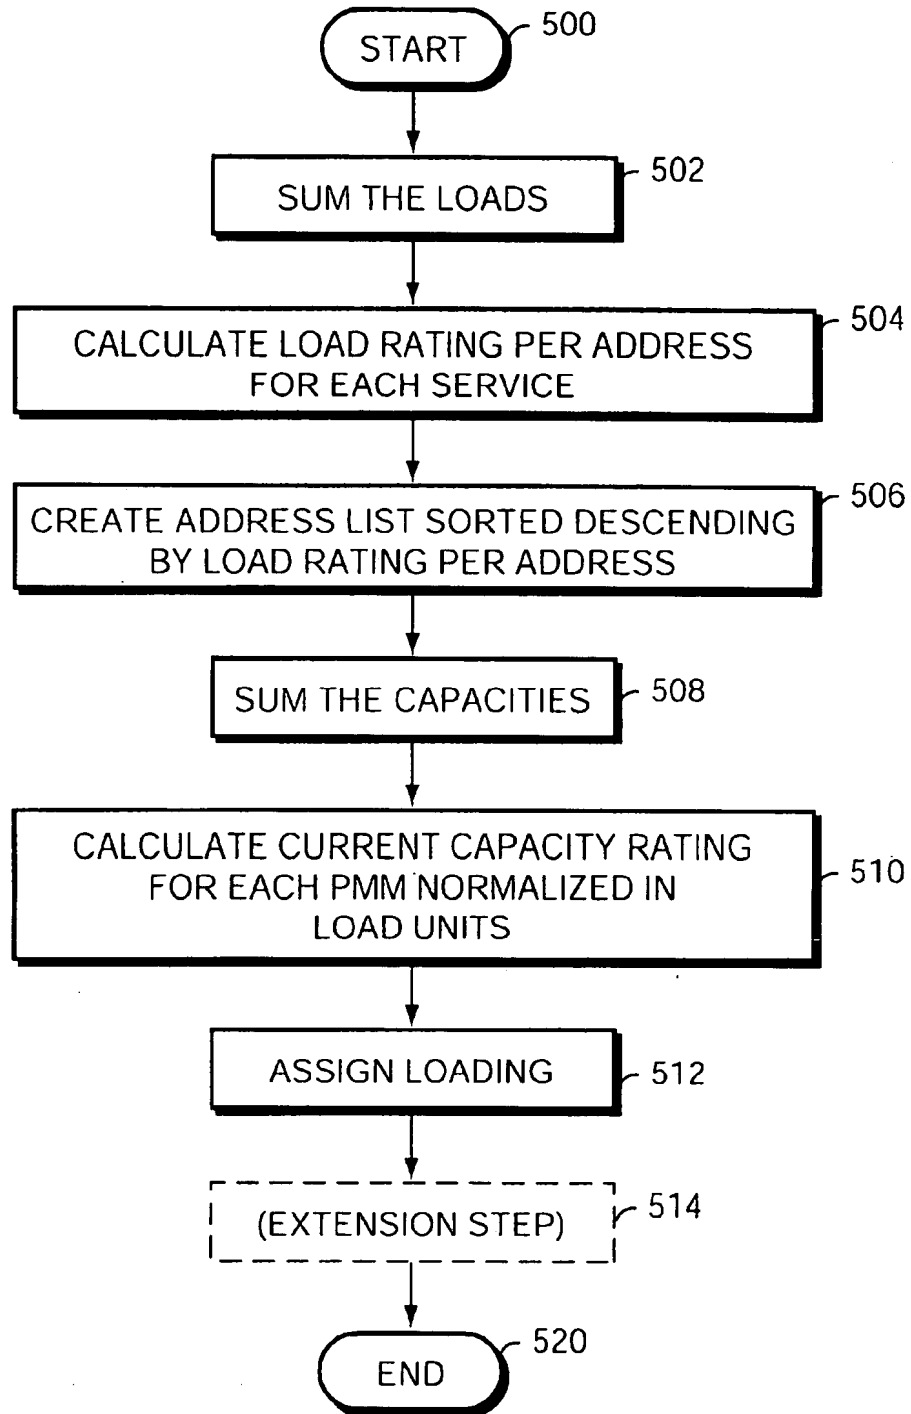 START
500
SUM THE LOADS
502
CALCULATE LOAD RATING PER ADDRESS
FOR EACH SERVICE
504
CREATE ADDRESS LIST SORTED DESCENDING
BY LOAD RATING PER ADDRESS
506
SUM THE CAPACITIES
508
CALCULATE CURRENT CAPACITY RATING
FOR EACH PMM NORMALIZED IN
LOAD UNITS
510
ASSIGN LOADING
512
(EXTENSION STEP)
514
END
520